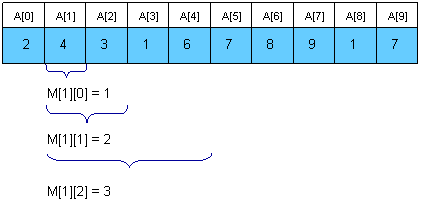 A[0] A[1] A[2] A[3] A[4] A[5] A[6] A[7] A[8] A[9]
2 4 3 1 6 7 8 9 1 7
M[1][0] = 1
M[1][1] = 2
M[1][2] = 3